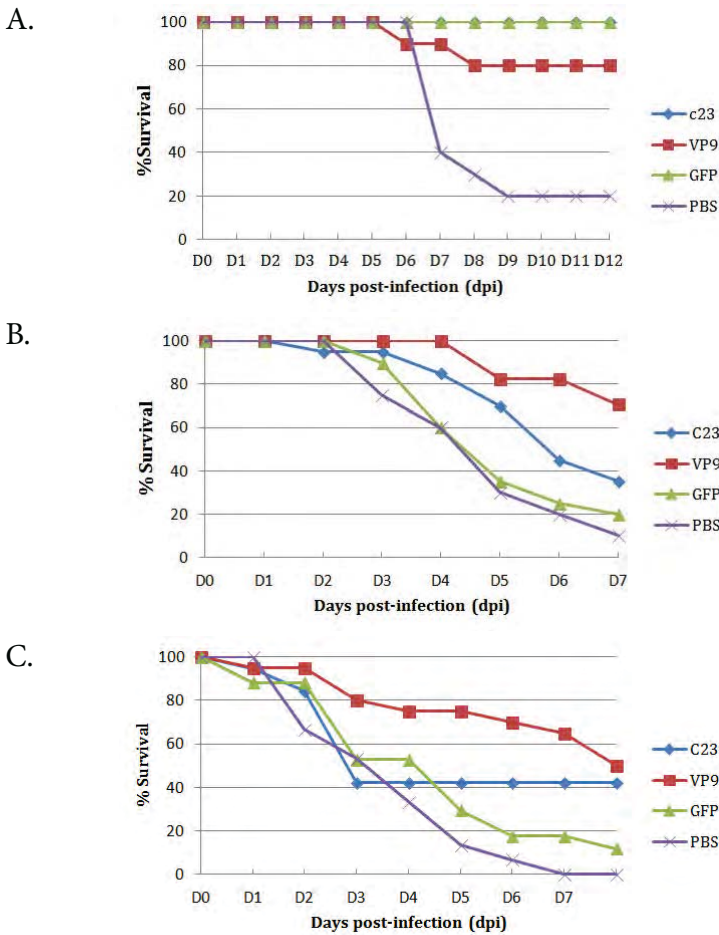 A.
100
80
60
40
20
0
%Survival
D0 D1 D2 D3 D4 D5 D6 D7 D8 D9 D10 D11 D12
Days post-infection (dpi)
c23
VP9
GFP
PBS
B.
100
80
60
40
20
0
% Survival
D0 D1 D2 D3 D4 D5 D6 D7
Days post-infection (dpi)
C23
VP9
GFP
PBS
C.
100
80
60
40
20
0
% Survival
D0 D1 D2 D3 D4 D5 D6 D7
Days post-infection (dpi)
C23
VP9
GFP
PBS